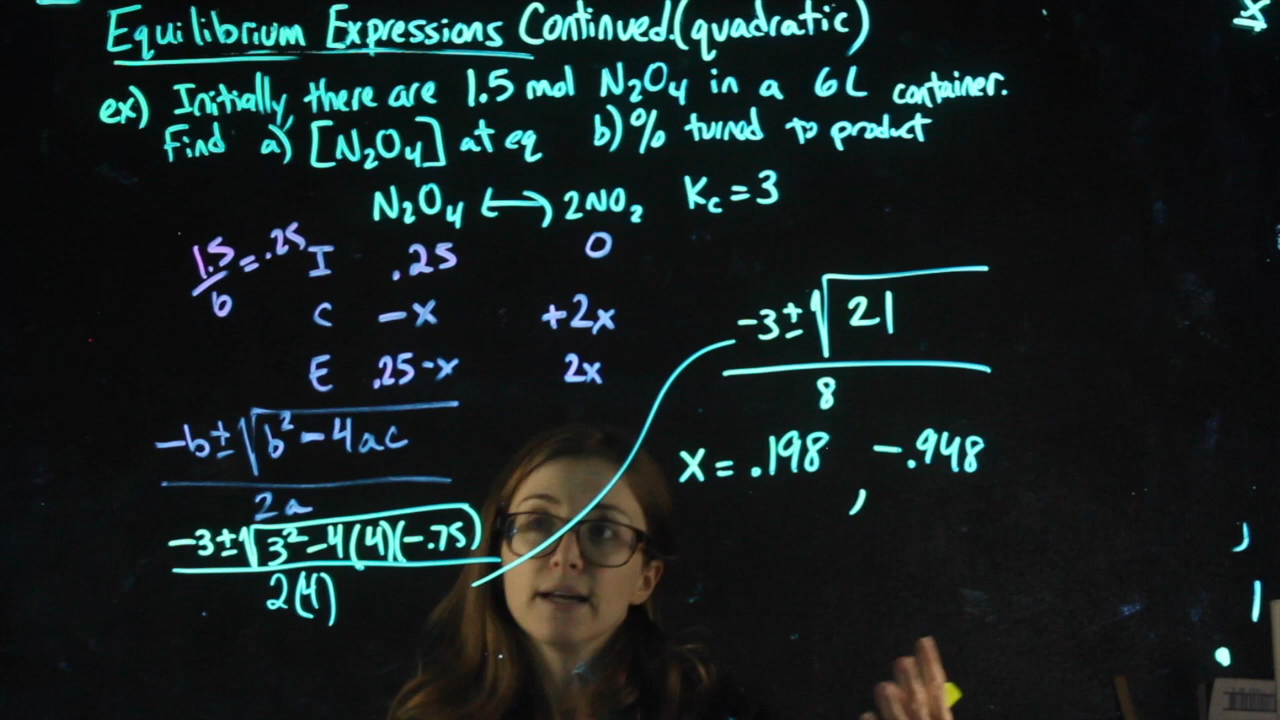 Equilibrium Expressions Continued (quadratic)
ex) Initially, there are 1.5 mol N₂O₄ in a 6L container.
Find a) [N₂O₄] at eq b) % turned to product
N₂O₄ ⟷ 2NO₂ Kc = 3
1.5/6 = .25 I .25 0
C -x +2x
E .25-x 2x
-3 ± √21 / 8
-b ± √b² - 4ac / 2a
x = .198 , -.948
-3 ± √3² - 4(4)(-.75) / 2(4)